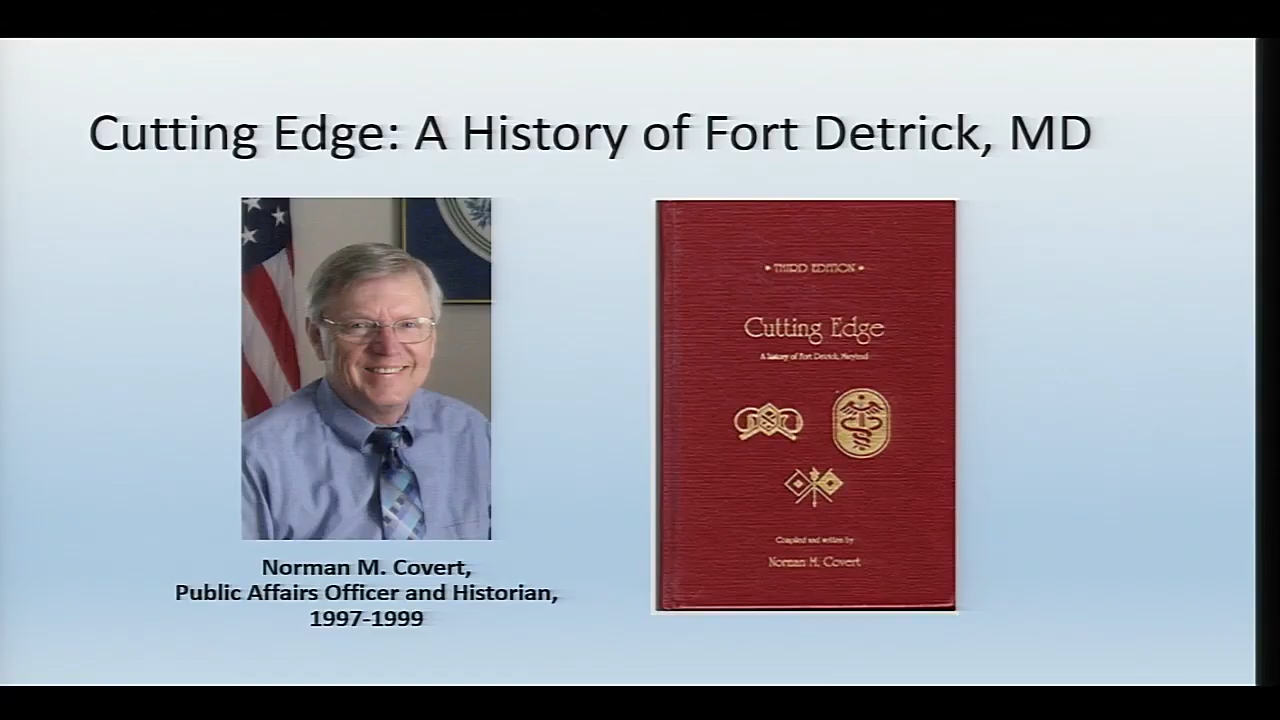 Cutting Edge: A History of Fort Detrick, MD
• THIRD EDITION •
Cutting Edge
A history of Fort Detrick, Maryland
Compiled and written by
Norman M. Covert
Norman M. Covert,
Public Affairs Officer and Historian,
1997-1999